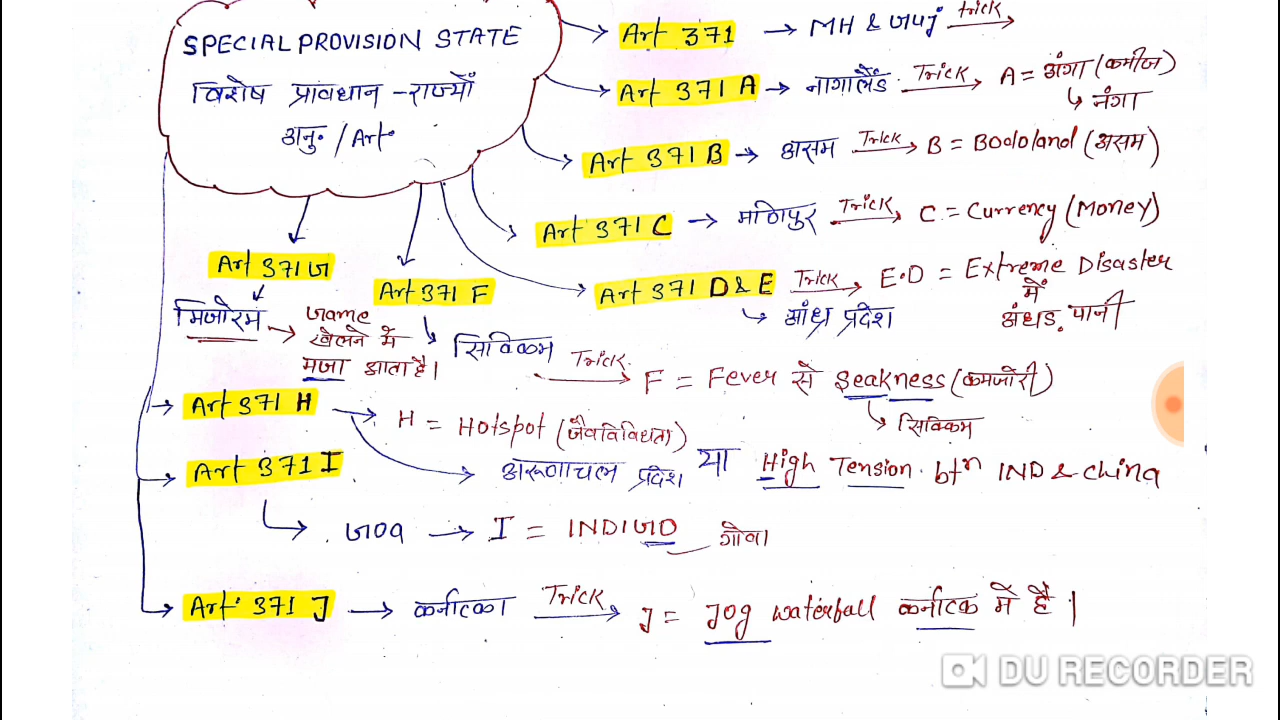 SPECIAL PROVISION STATE
विशेष प्रावधान - राज्यों
अनु॰ / Art.
Art 371 → MH & GUJ trick →
Art 371 A → नागालैंड Trick → A = अंगा (कमीज)
↳ नंगा
Art 371 B → असम Trick → B = Bodoland (असम)
Art 371 C → मणिपुर Trick → C = Currency (Money)
Art 371 D & E Trick → E.D = Extreme Disaster
में
↳ आंध्र प्रदेश
अंधड़, पानी
Art 371 G
मिजोरम → Game
खेलने में
मजा आता है।
Art 371 F
↳ सिक्किम
Trick → F = Fever से Seakness (कमजोरी)
↳ सिक्किम
Art 371 H → H = Hotspot (जैवविविधता)
→ अरुणाचल प्रदेश या High Tension btn IND & China
Art 371 I
↳ GOA → I = INDIGO गोवा
Art 371 J → कर्नाटका Trick → J = Jog waterfall कर्नाटक में है।
DU RECORDER